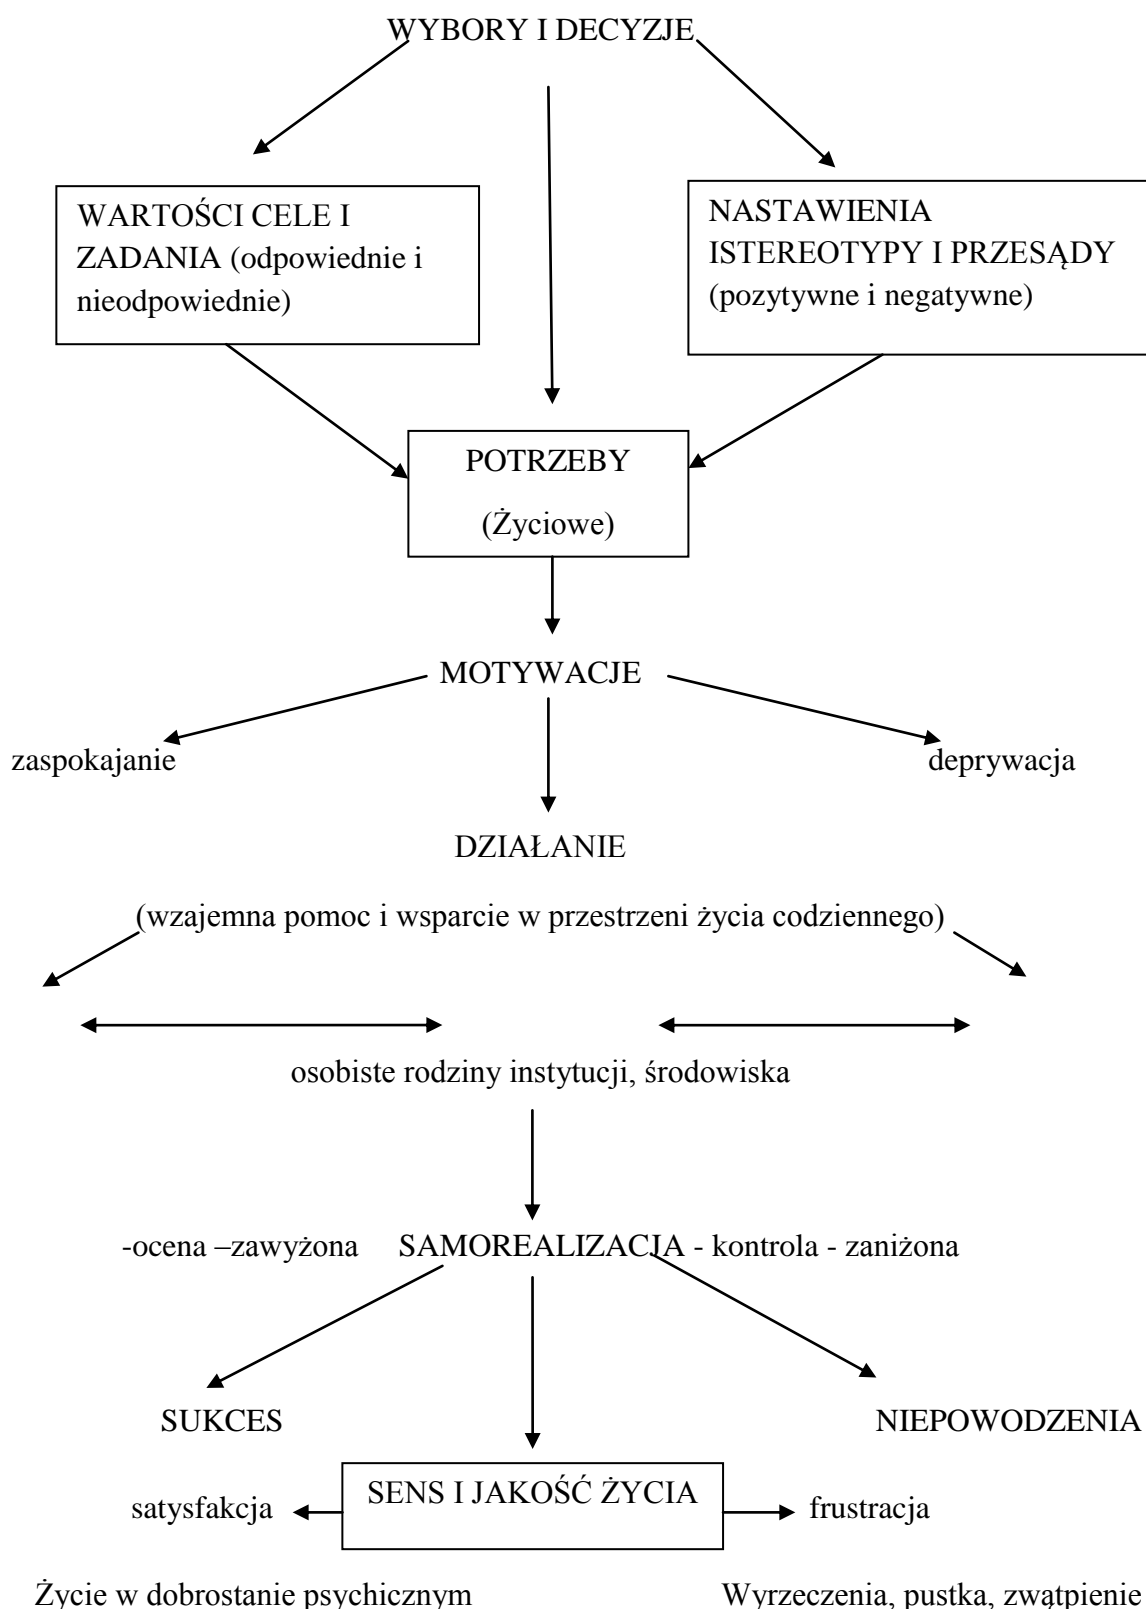 WYBORY I DECYZJE
WARTOŚCI CELE I
ZADANIA (odpowiednie i
nieodpowiednie)
NASTAWIENIA
ISTEREOTYPY I PRZESĄDY
(pozytywne i negatywne)
POTRZEBY
(Życiowe)
MOTYWACJE
zaspokajanie
deprywacja
DZIAŁANIE
(wzajemna pomoc i wsparcie w przestrzeni życia codziennego)
osobiste rodziny instytucji, środowiska
-ocena –zawyżona SAMOREALIZACJA - kontrola - zaniżona
SUKCES
NIEPOWODZENIA
SENS I JAKOŚĆ ŻYCIA
satysfakcja
frustracja
Życie w dobrostanie psychicznym
Wyrzeczenia, pustka, zwątpienie